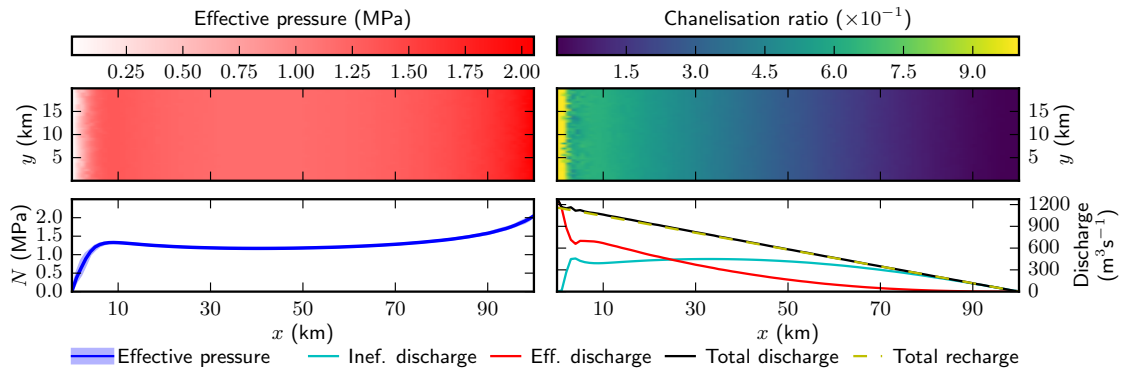 Effective pressure (MPa)
Chanelisation ratio (×10⁻¹)
0.25 0.50 0.75 1.00 1.25 1.50 1.75 2.00
1.5 3.0 4.5 6.0 7.5 9.0
y (km)
15
10
5
15
10
5
y (km)
N (MPa)
2.0
1.5
1.0
0.5
0.0
1200
900
600
300
0
Discharge
(m³s⁻¹)
10 30 50 70 90
10 30 50 70 90
x (km)
x (km)
Effective pressure
Inef. discharge
Eff. discharge
Total discharge
Total recharge